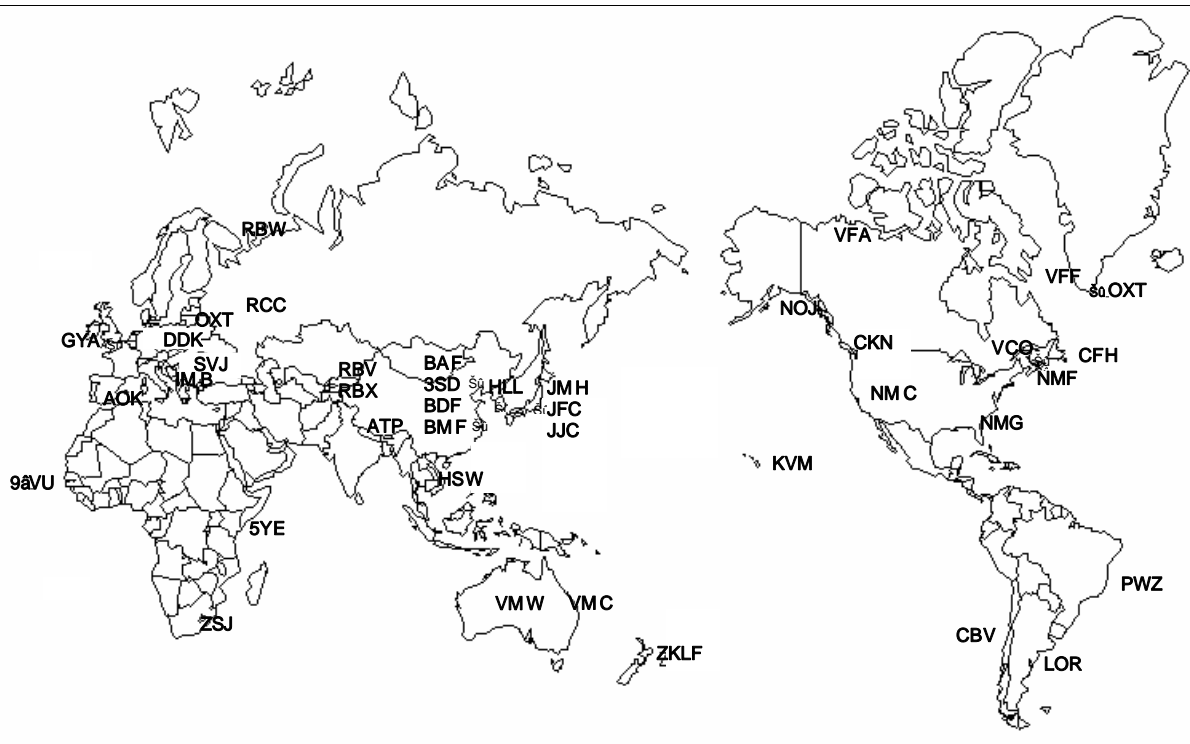 RBW
VFA
VFF
OXT
RCC
NOJ
OXT
GYA
DDK
CKN
VCO
CFH
SVJ
BAF
RBV
NMF
IMB
3SD
HLL
JMH
RBX
NMC
AOK
BDF
JFC
ATP
BMF
JJC
NMG
KVM
9âVU
HSW
5YE
PWZ
VMW
VMC
ZSJ
CBV
ZKLF
LOR